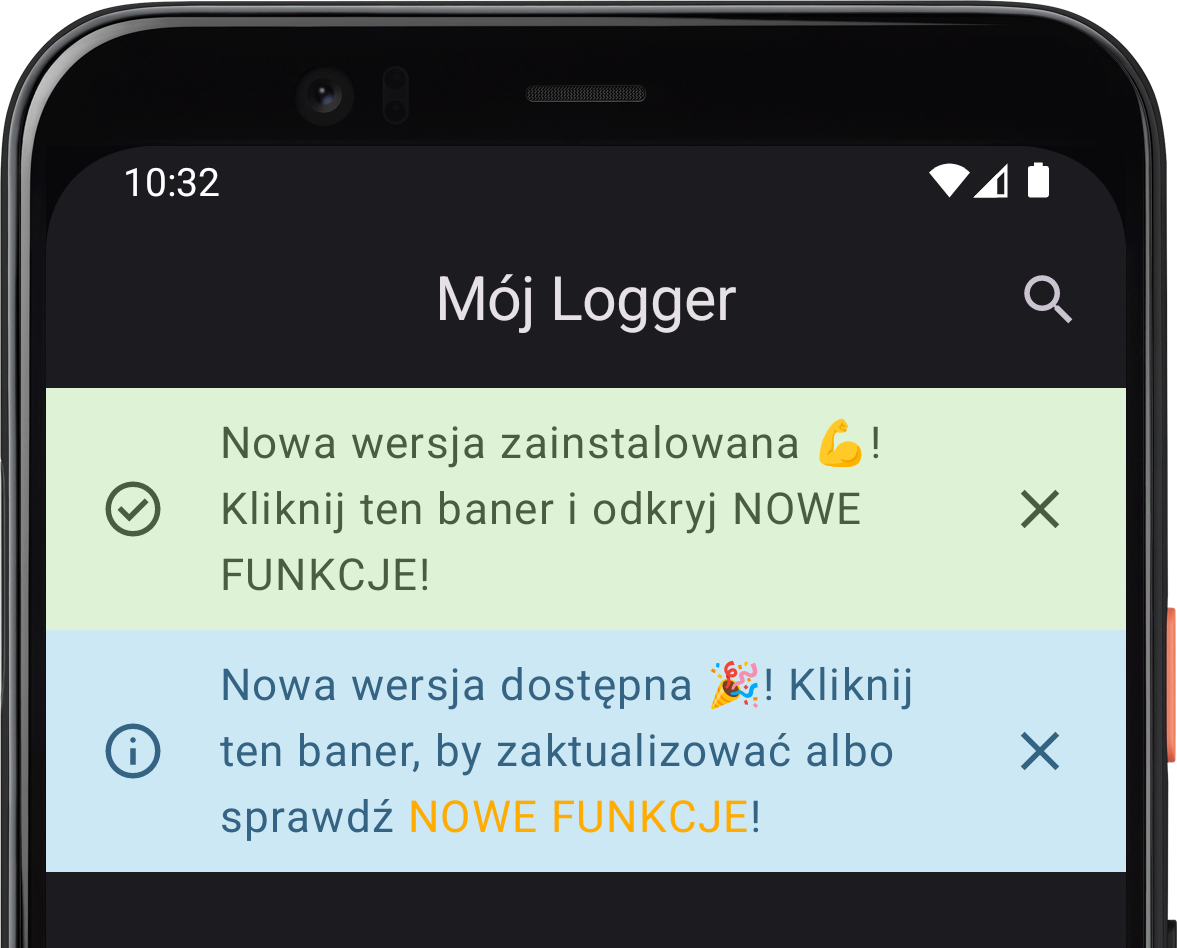 10:32
Mój Logger
Nowa wersja zainstalowana 💪!
Kliknij ten baner i odkryj NOWE
FUNKCJE!
Nowa wersja dostępna 🎉! Kliknij
ten baner, by zaktualizować albo
sprawdź NOWE FUNKCJE!